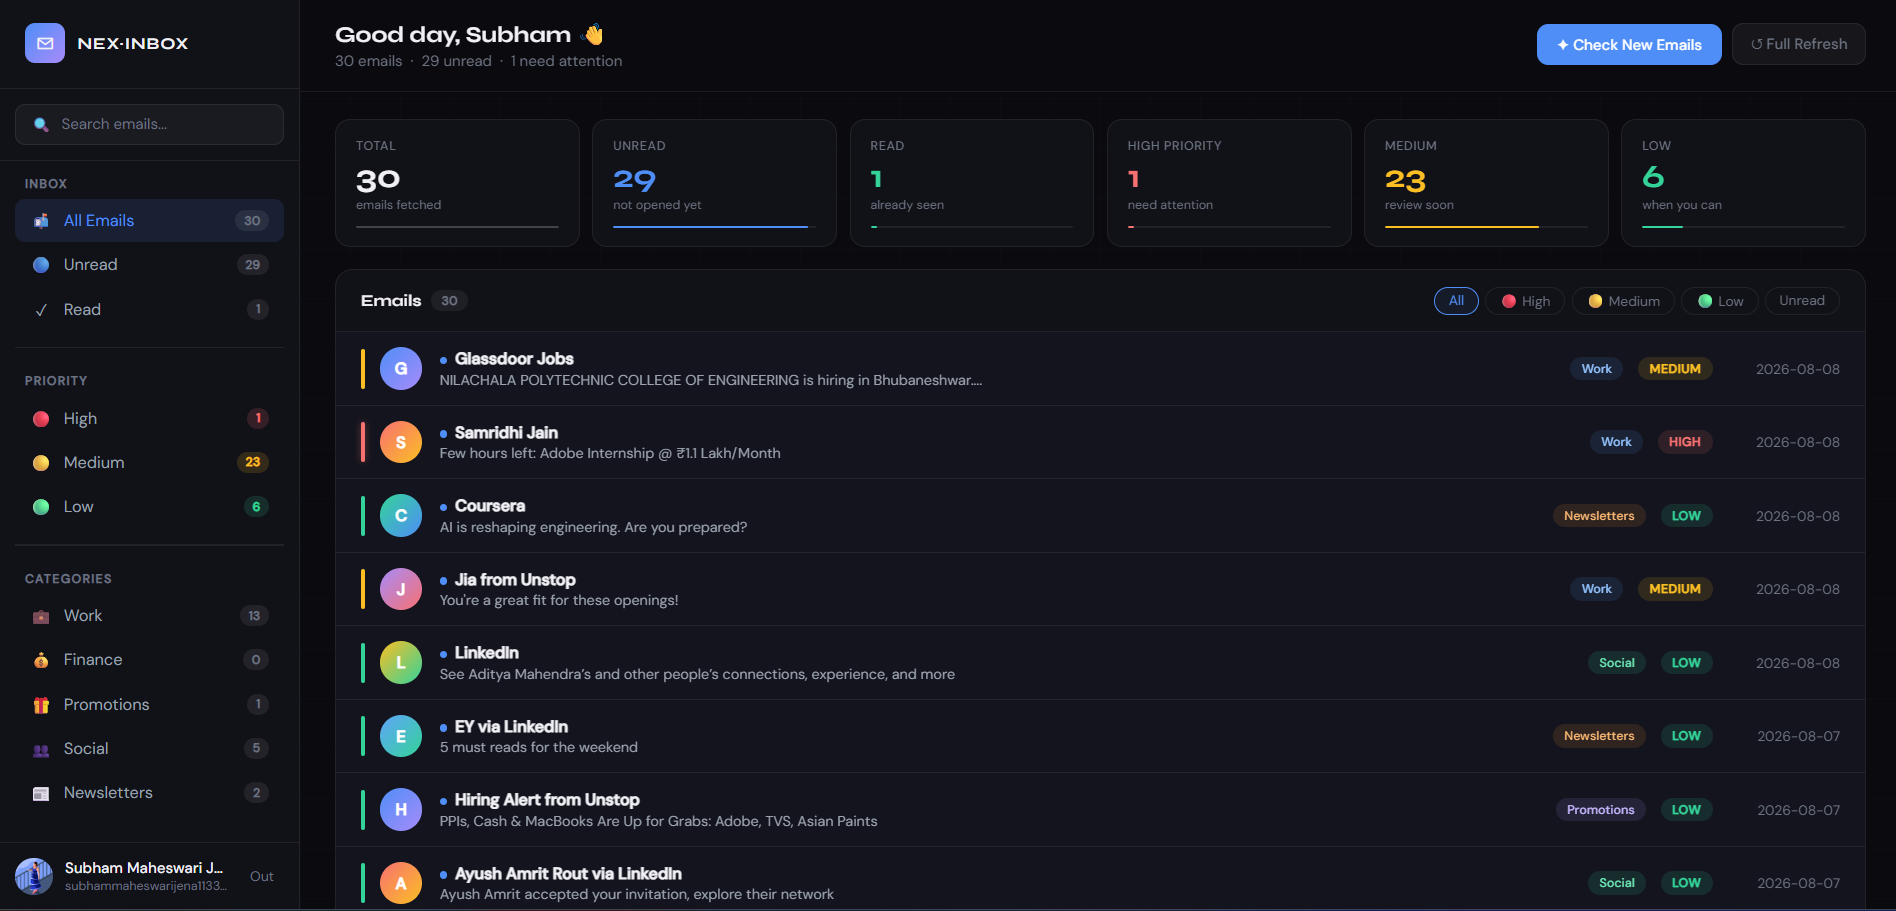 NEX·INBOX
Search emails...
INBOX
All Emails 30
Unread 29
✓ Read 1
PRIORITY
High 1
Medium 23
Low 6
CATEGORIES
Work 13
Finance 0
Promotions 1
Social 5
Newsletters 2
Subham Maheswari J... Out
subhammaheswarijena1133...
Good day, Subham 👋
30 emails · 29 unread · 1 need attention
✦ Check New Emails
↺ Full Refresh
TOTAL
30
emails fetched
UNREAD
29
not opened yet
READ
1
already seen
HIGH PRIORITY
1
need attention
MEDIUM
23
review soon
LOW
6
when you can
Emails 30
All High Medium Low Unread
G Glassdoor Jobs
NILACHALA POLYTECHNIC COLLEGE OF ENGINEERING is hiring in Bhubaneshwar....
Work MEDIUM 2026-08-08
S Samridhi Jain
Few hours left: Adobe Internship @ ₹1.1 Lakh/Month
Work HIGH 2026-08-08
C Coursera
AI is reshaping engineering. Are you prepared?
Newsletters LOW 2026-08-08
J Jia from Unstop
You're a great fit for these openings!
Work MEDIUM 2026-08-08
L LinkedIn
See Aditya Mahendra’s and other people’s connections, experience, and more
Social LOW 2026-08-08
E EY via LinkedIn
5 must reads for the weekend
Newsletters LOW 2026-08-07
H Hiring Alert from Unstop
PPIs, Cash & MacBooks Are Up for Grabs: Adobe, TVS, Asian Paints
Promotions LOW 2026-08-07
A Ayush Amrit Rout via LinkedIn
Ayush Amrit accepted your invitation, explore their network
Social LOW 2026-08-07